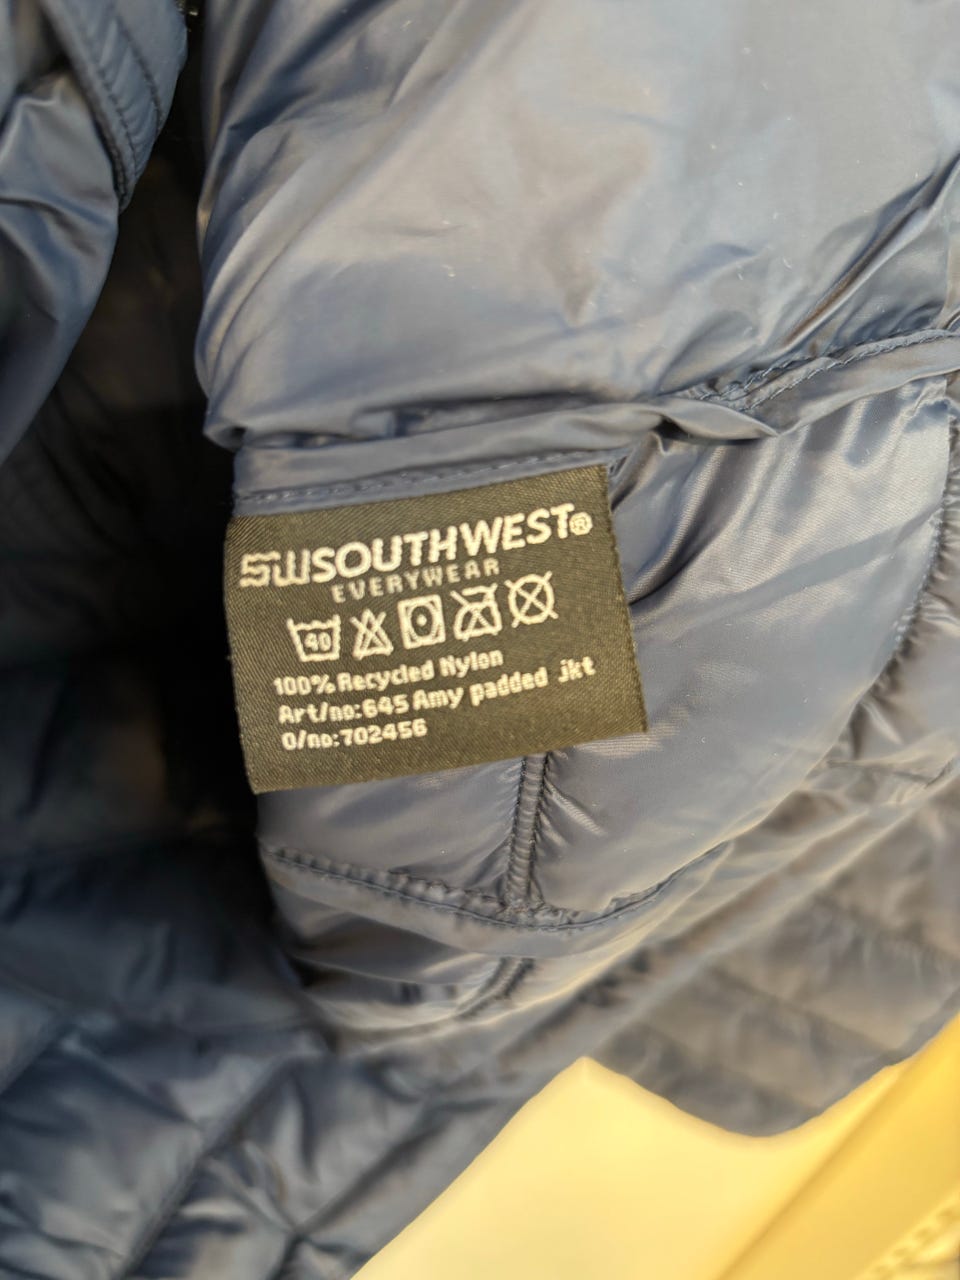 SWSOUTHWEST®
EVERYWEAR
40
100% Recycled Nylon
Art/no:645 Amy padded jkt
O/no:702456